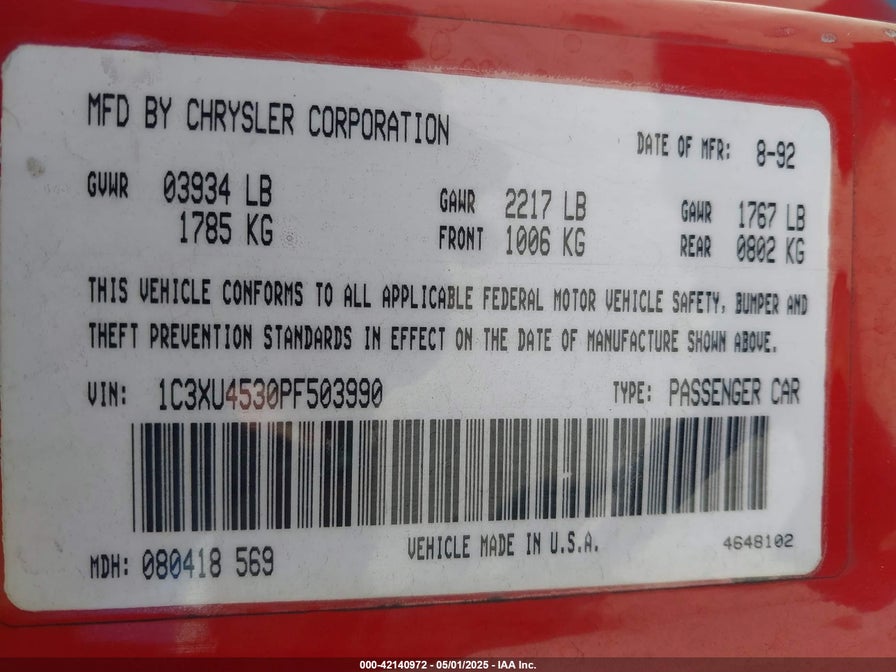 MFD BY CHRYSLER CORPORATION
DATE OF MFR: 8-92
GVWR 03934 LB
1785 KG
GAWR 2217 LB
FRONT 1006 KG
GAWR 1767 LB
REAR 0802 KG
THIS VEHICLE CONFORMS TO ALL APPLICABLE FEDERAL MOTOR VEHICLE SAFETY, BUMPER AND
THEFT PREVENTION STANDARDS IN EFFECT ON THE DATE OF MANUFACTURE SHOWN ABOVE.
VIN: 1C3XU4530PF503990
TYPE: PASSENGER CAR
MDH: 080418 569
VEHICLE MADE IN U.S.A.
4648102
000-42140972 - 05/01/2025 - IAA Inc.